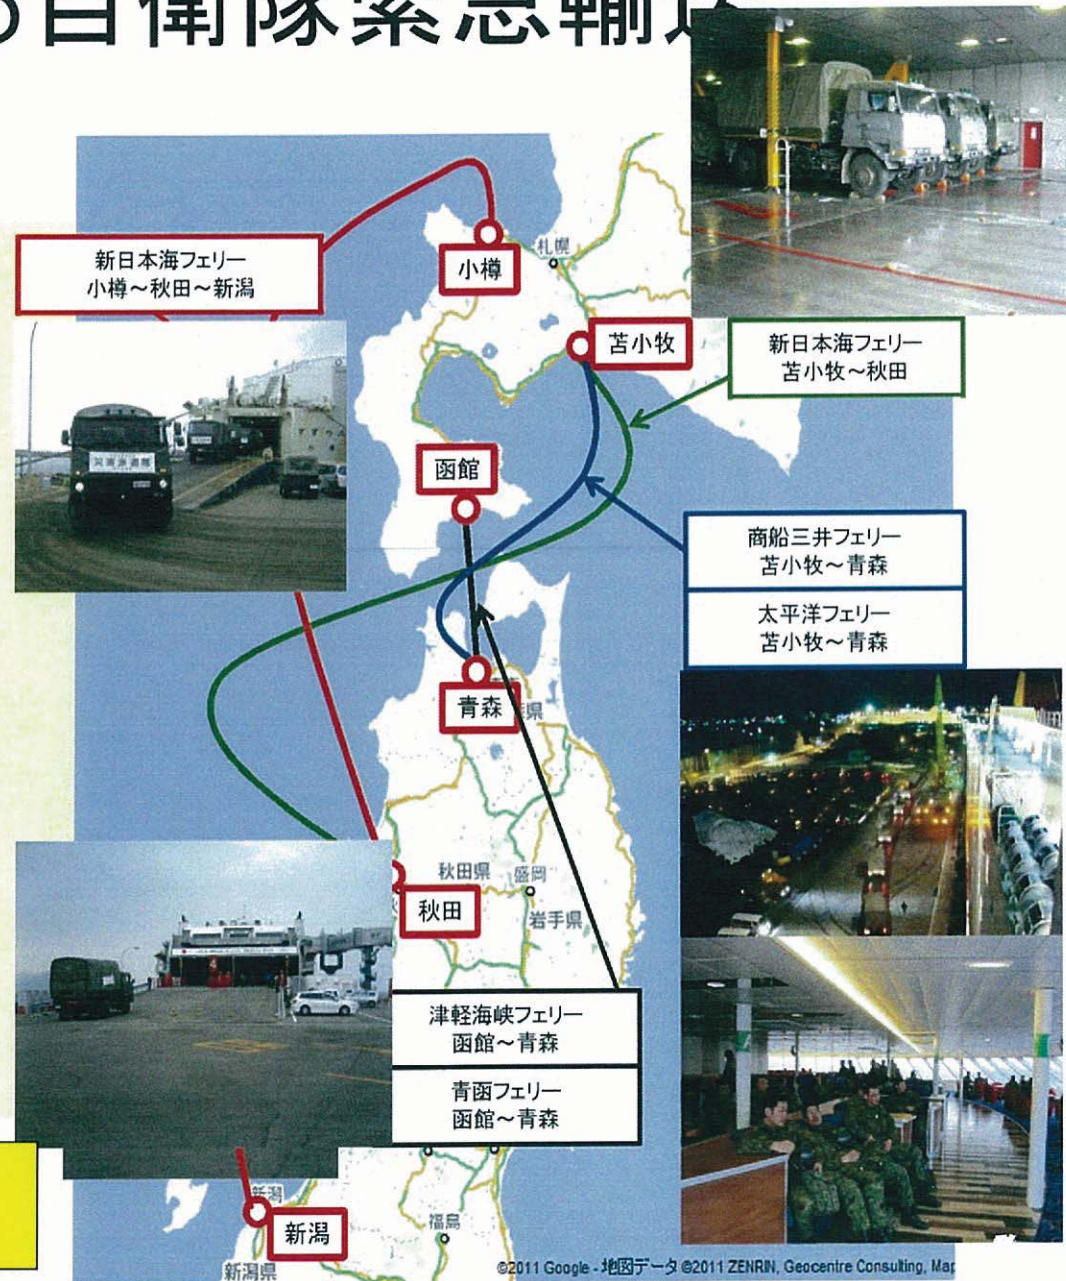 自衛隊緊急輸送
新日本海フェリー
小樽~秋田~新潟
小樽
札幌
苫小牧
新日本海フェリー
苫小牧~秋田
函館
商船三井フェリー
苫小牧~青森
太平洋フェリー
苫小牧~青森
青森
県
秋田県
盛岡
秋田
岩手県
津軽海峡フェリー
函館~青森
青函フェリー
函館~青森
新潟
新潟
福島
新潟県
©2011 Google - 地図データ ©2011 ZENRIN, Geocentre Consulting, Map